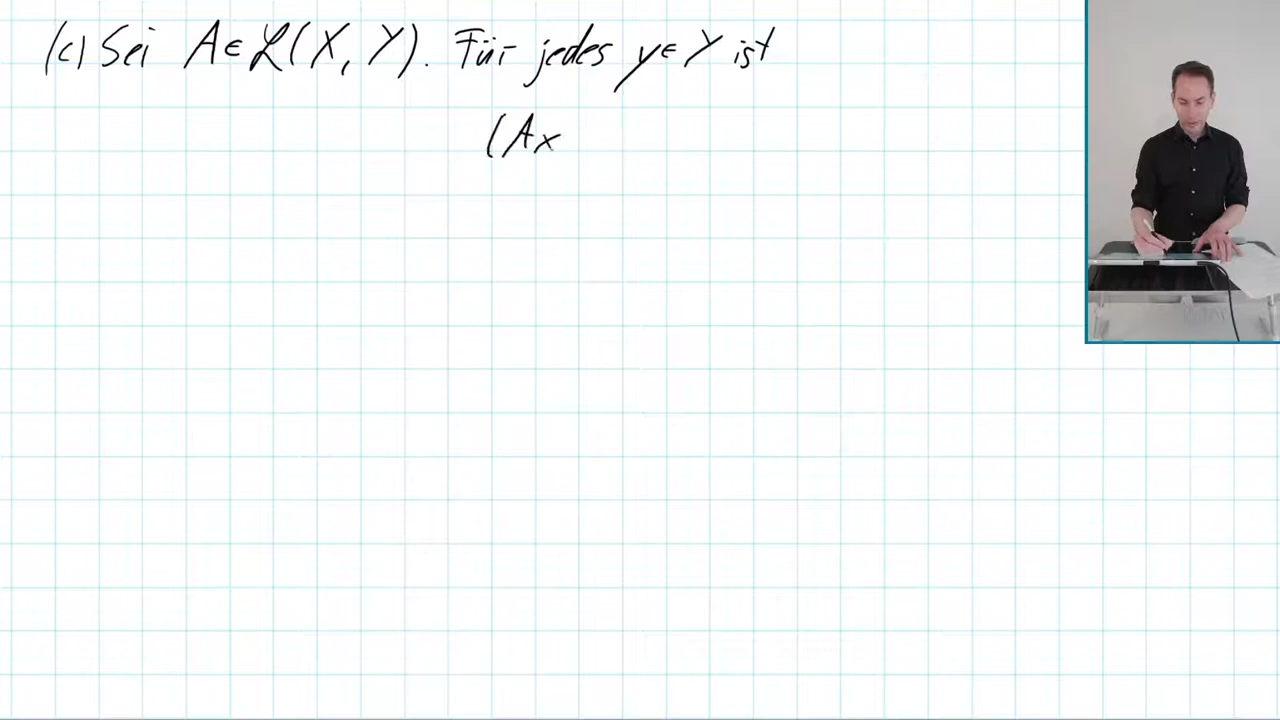 (c) Sei A ∈ ℒ(X, Y). Für jedes y ∈ Y ist
(Ax